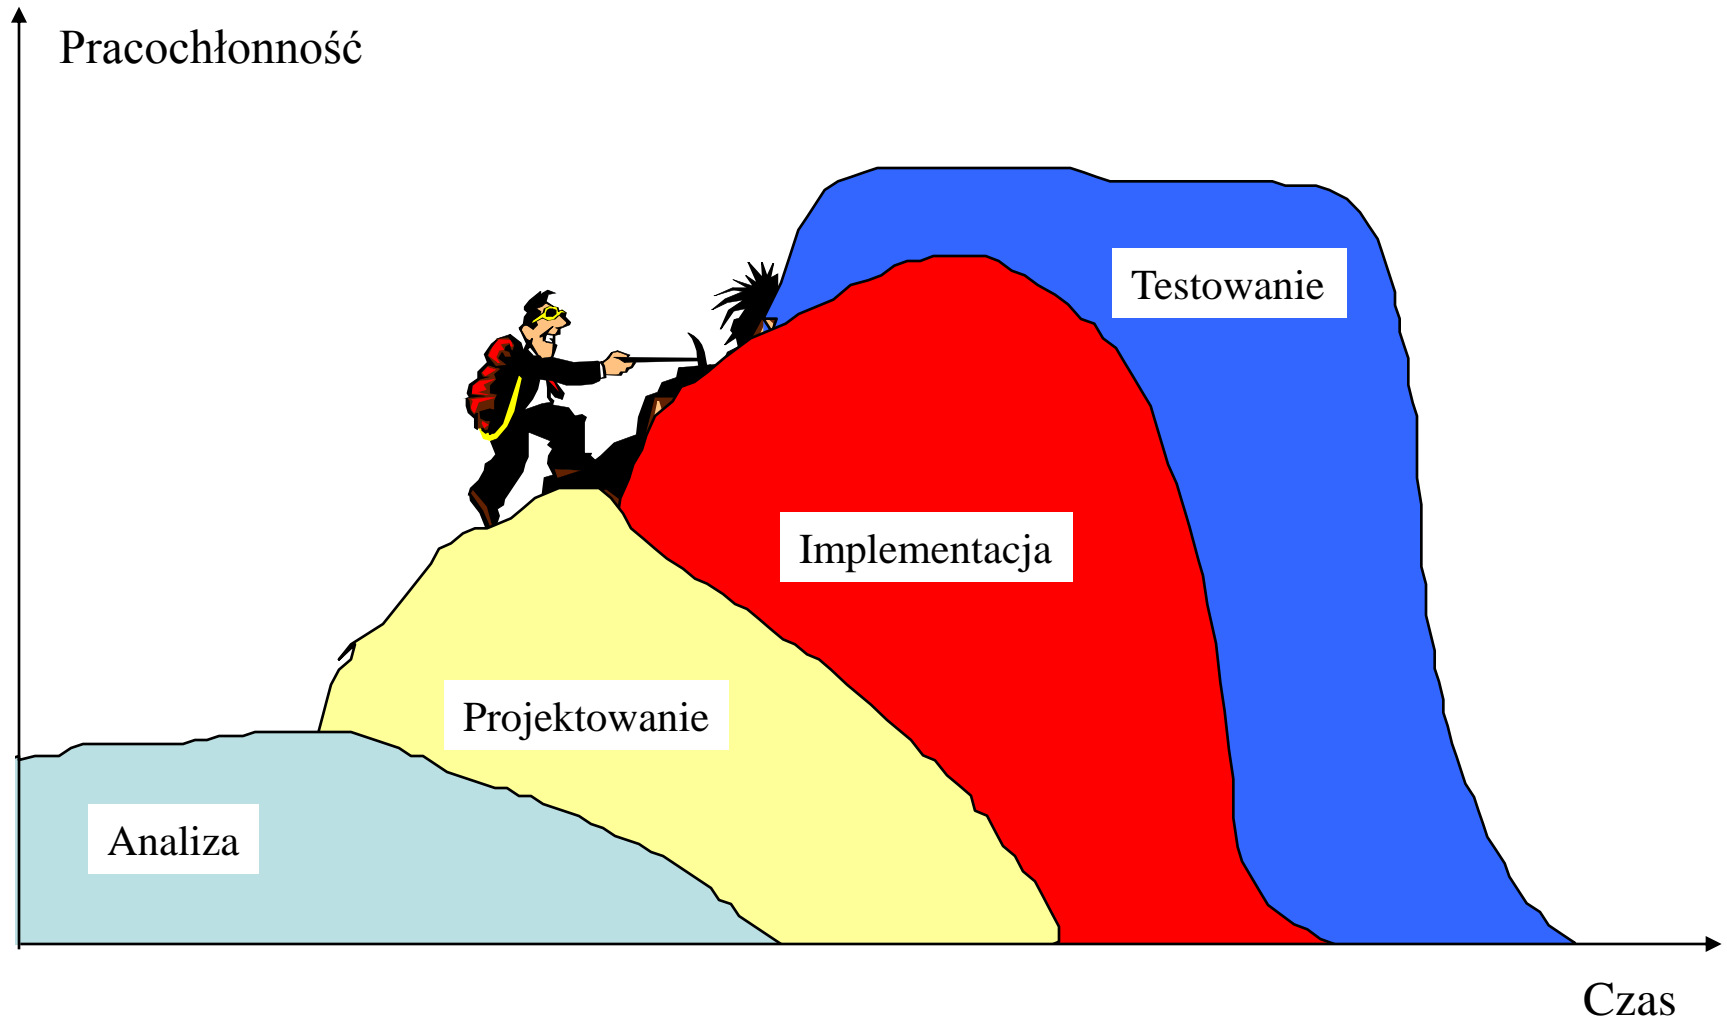 Pracochłonność
Testowanie
Implementacja
Projektowanie
Analiza
Czas